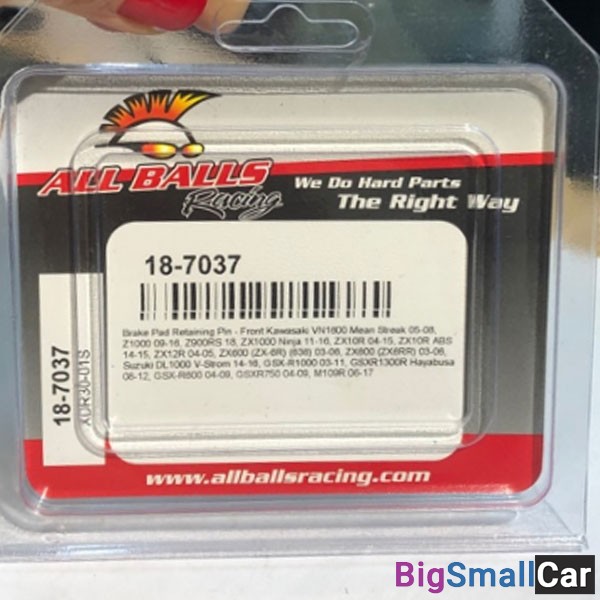 ALL BALLS
Racing
We Do Hard Parts
The Right Way
18-7037
Brake Pad Retaining Pin - Front Kawasaki VN1600 Mean Streak 05-08,
Z1000 09-16, Z900RS 18, ZX1000 Ninja 11-16, ZX10R 04-15, ZX10R ABS
14-15, ZX12R 04-05, ZX600 (ZX-6R) (636) 03-06, ZX600 (ZX6RR) 03-06,
Suzuki DL1000 V-Strom 14-16, GSX-R1000 03-11, GSXR1300R Hayabusa
08-12, GSX-R600 04-09, GSXR750 04-09, M109R 06-17
18-7037
XCR30-01S
www.allballsracing.com
BigSmallCar